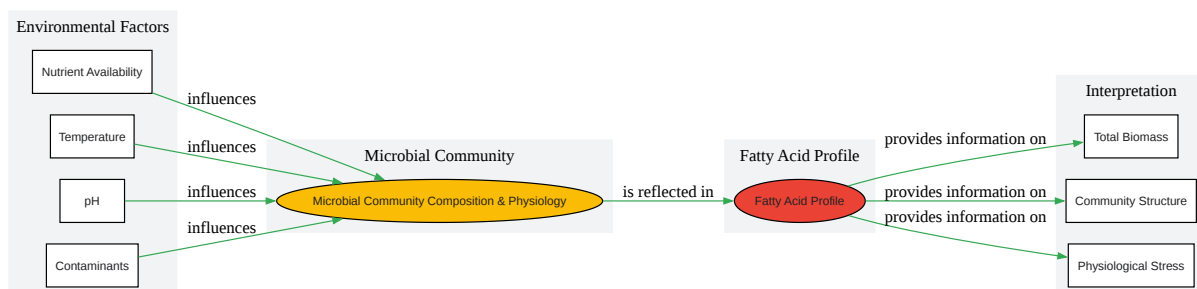 Environmental Factors
Nutrient Availability
Temperature
pH
Contaminants
influences
influences
influences
influences
Microbial Community
Microbial Community Composition & Physiology
is reflected in
Fatty Acid Profile
Fatty Acid Profile
provides information on
provides information on
provides information on
Interpretation
Total Biomass
Community Structure
Physiological Stress